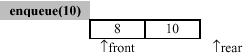 enqueue(10)
8 10
↑front ↑rear